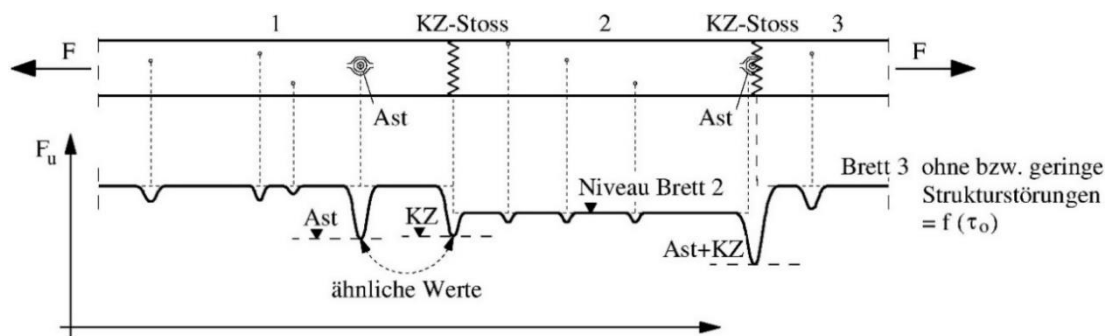 1 KZ-Stoss 2 KZ-Stoss 3
F F
Ast Ast
F_u
Brett 3 ohne bzw. geringe
Niveau Brett 2 Strukturstörungen
= f (τ_o)
Ast KZ
Ast+KZ
ähnliche Werte